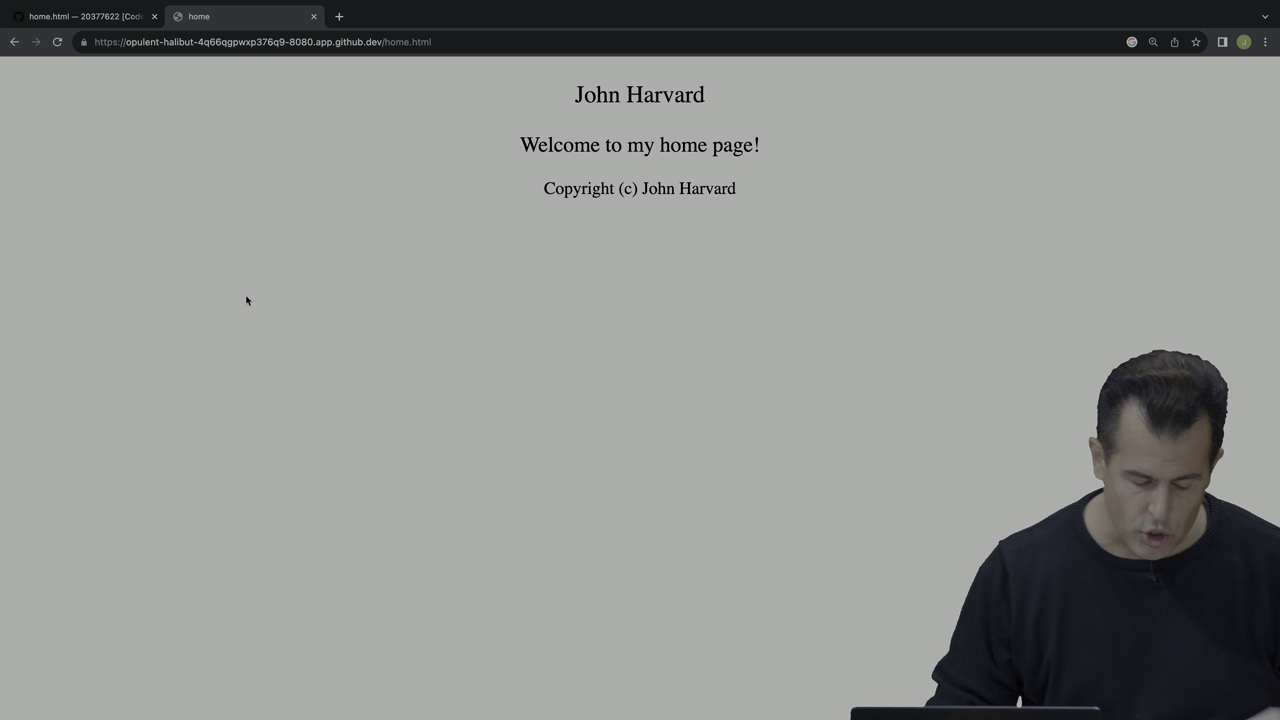 home.html — 20377622 [Code
home
https://opulent-halibut-4q66qgpwxp376q9-8080.app.github.dev/home.html
J
John Harvard
Welcome to my home page!
Copyright (c) John Harvard